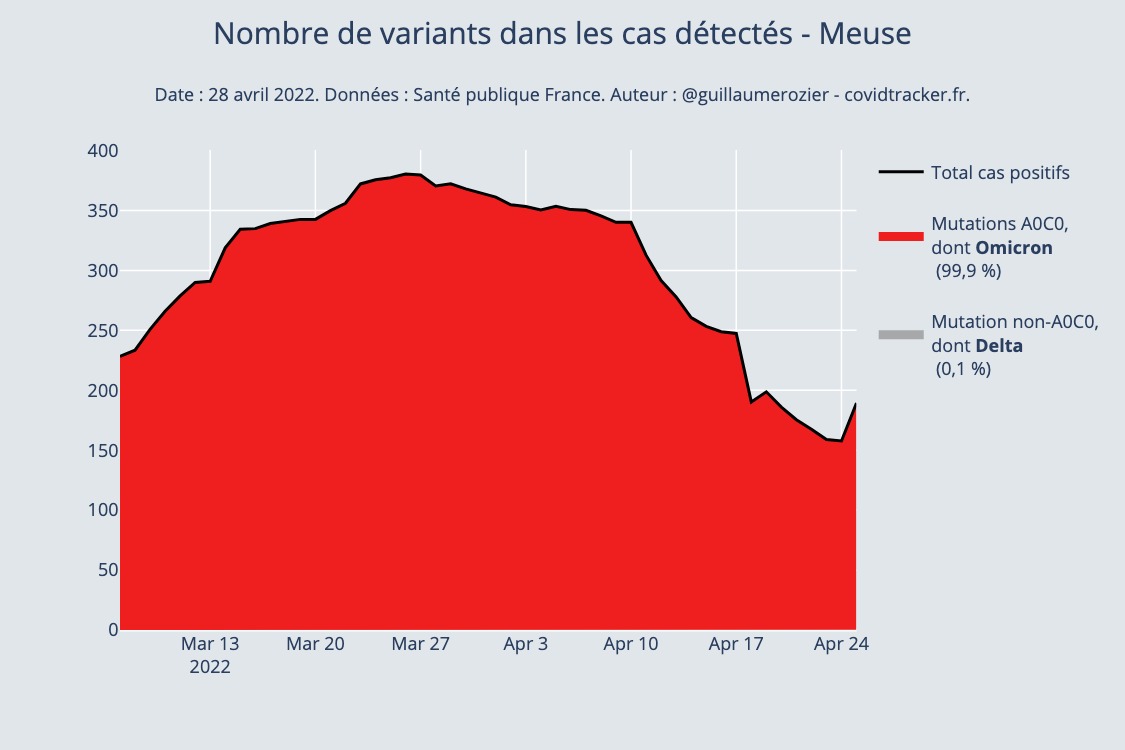 Nombre de variants dans les cas détectés - Meuse
Date : 28 avril 2022. Données : Santé publique France. Auteur : @guillaumerozier - covidtracker.fr.
400
350
300
250
200
150
100
50
0
Mar 13
2022
Mar 20
Mar 27
Apr 3
Apr 10
Apr 17
Apr 24
Total cas positifs
Mutations A0C0,
dont Omicron
(99,9 %)
Mutation non-A0C0,
dont Delta
(0,1 %)